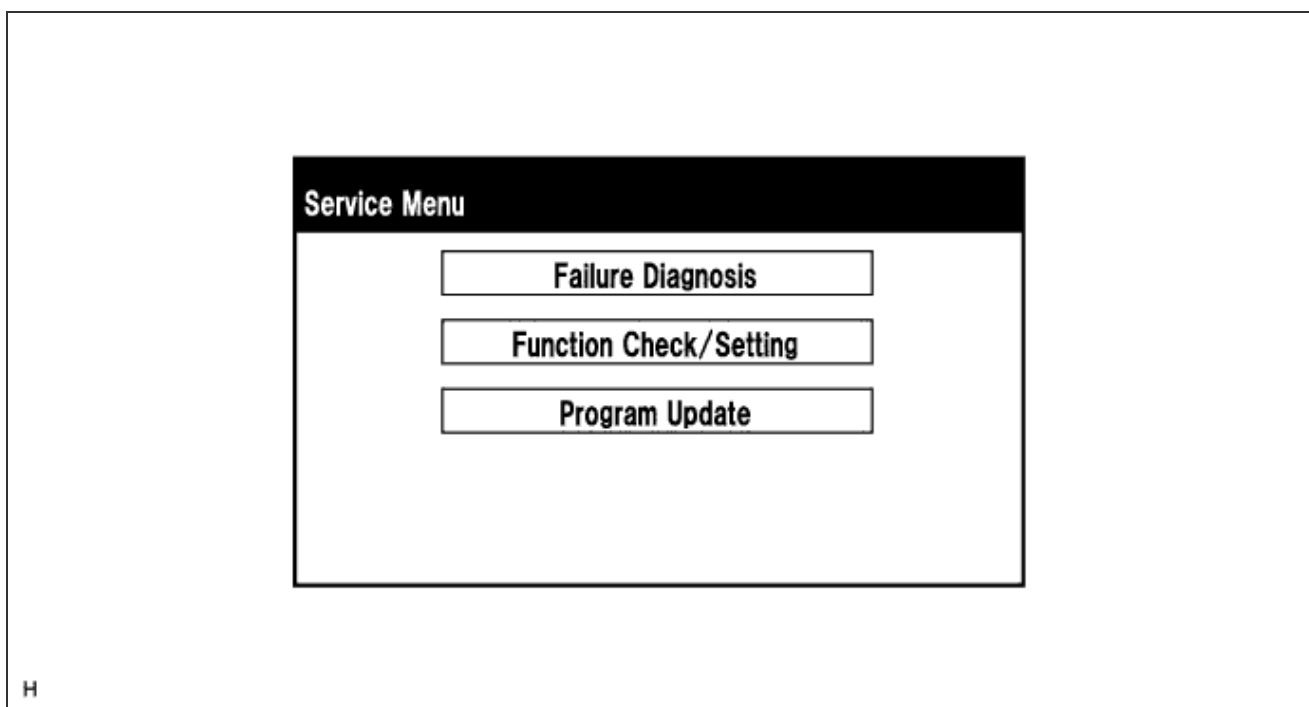 Service Menu
Failure Diagnosis
Function Check/Setting
Program Update
H